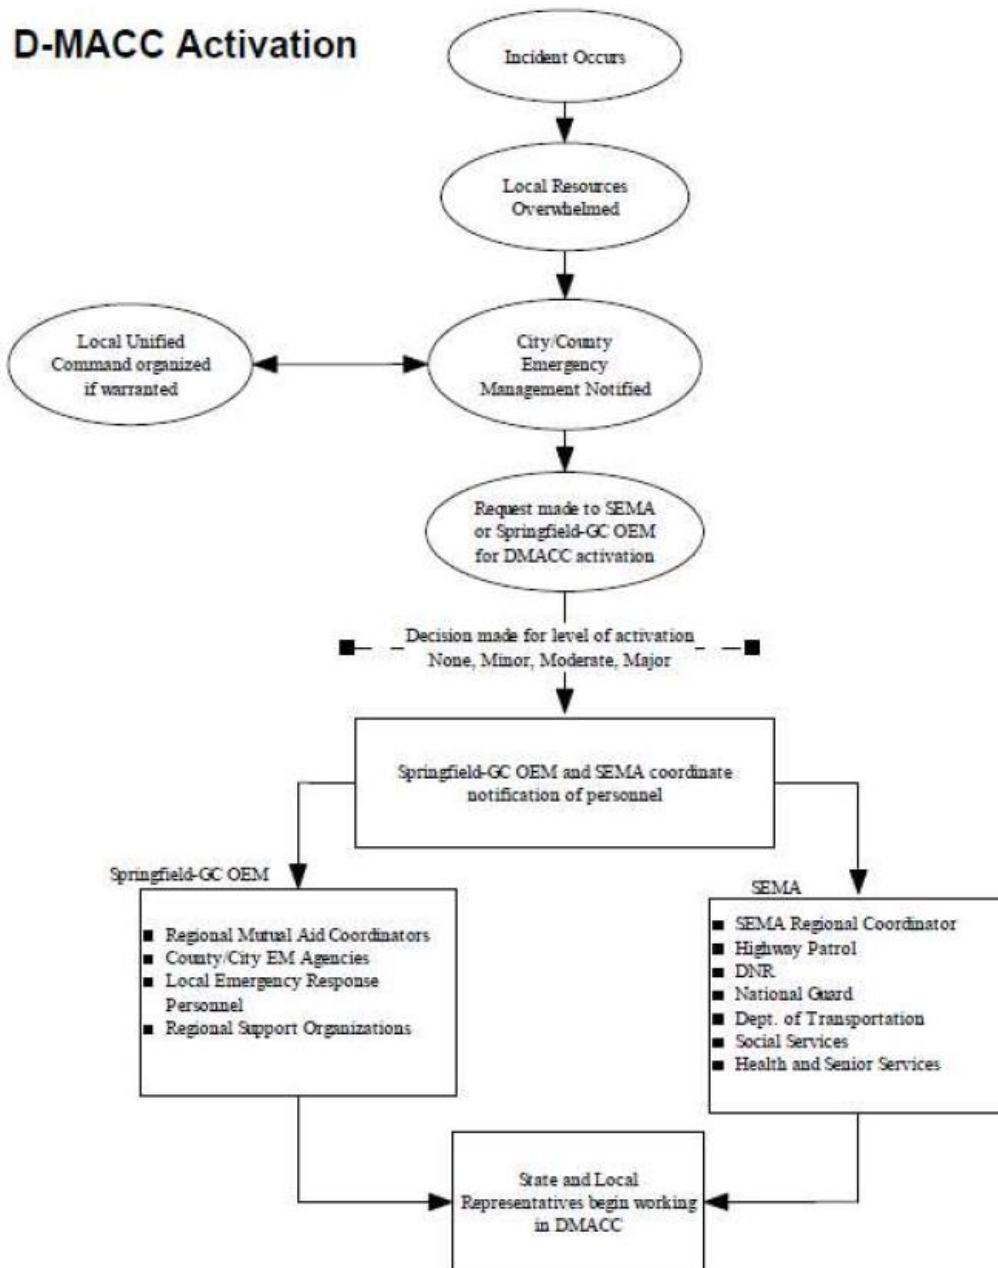 D-MACC Activation
Incident Occurs
Local Resources
Overwhelmed
Local Unified
Command organized
if warranted
City/County
Emergency
Management Notified
Request made to SEMA
or Springfield-GC OEM
for DMACC activation
Decision made for level of activation
None, Minor, Moderate, Major
Springfield-GC OEM and SEMA coordinate
notification of personnel
Springfield-GC OEM
■ Regional Mutual Aid Coordinators
■ County/City EM Agencies
■ Local Emergency Response
Personnel
■ Regional Support Organizations
SEMA
■ SEMA Regional Coordinator
■ Highway Patrol
■ DNR
■ National Guard
■ Dept. of Transportation
■ Social Services
■ Health and Senior Services
State and Local
Representatives begin working
in DMACC